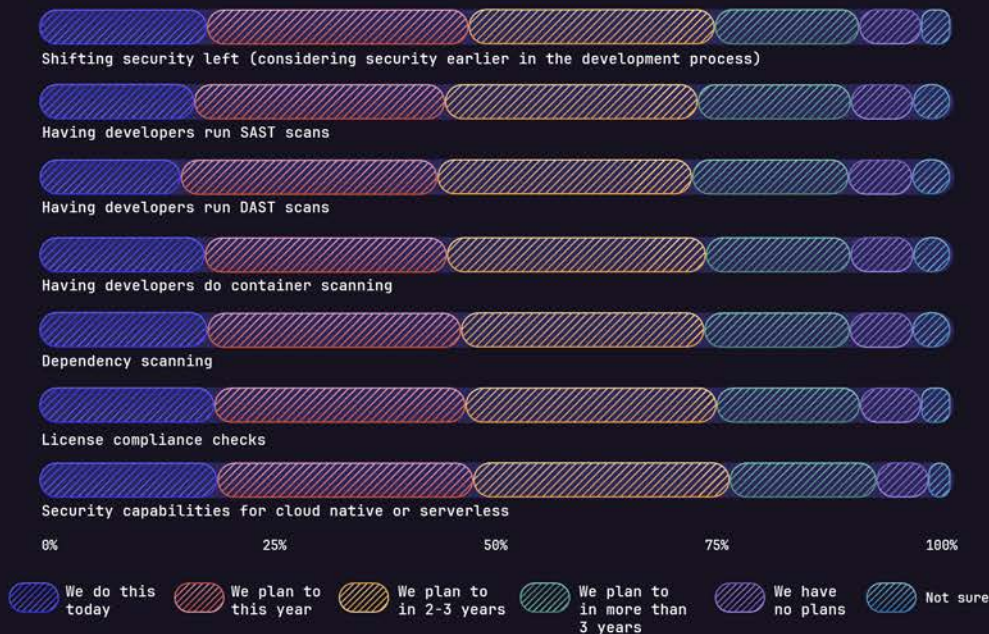 Shifting security left (considering security earlier in the development process)
Having developers run SAST scans
Having developers run DAST scans
Having developers do container scanning
Dependency scanning
License compliance checks
Security capabilities for cloud native or serverless
0% 25% 50% 75% 100%
We do this
today
We plan to
this year
We plan to
in 2-3 years
We plan to
in more than
3 years
We have
no plans
Not sure